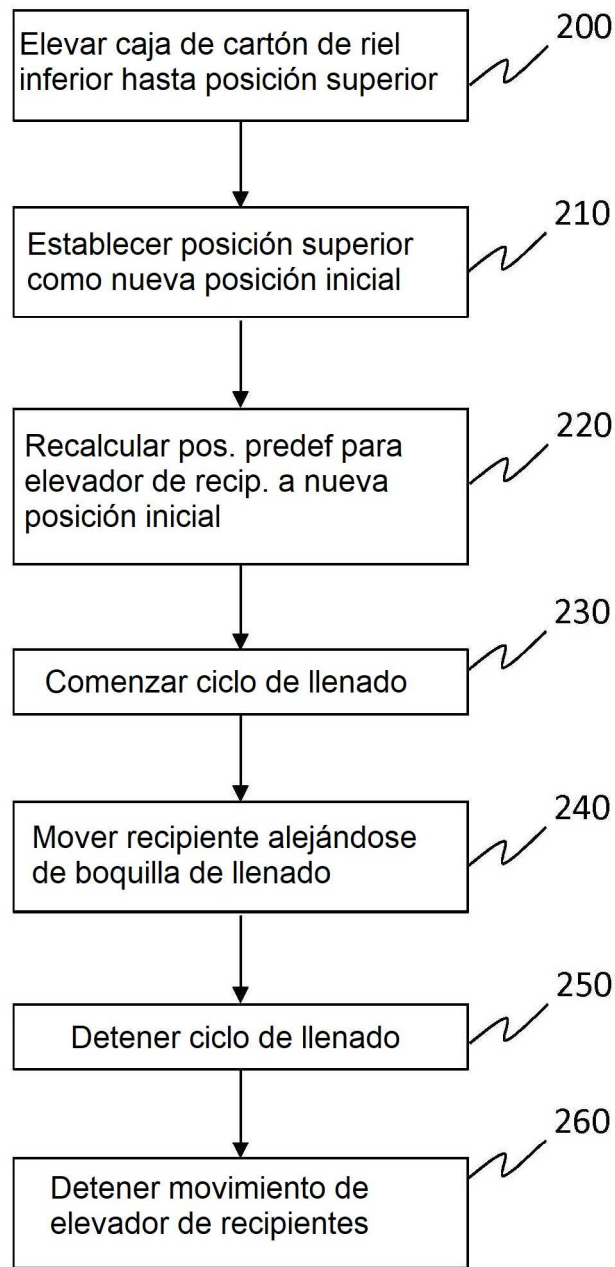 200
Elevar caja de cartón de riel
inferior hasta posición superior
210
Establecer posición superior
como nueva posición inicial
220
Recalcular pos. predef para
elevador de recip. a nueva
posición inicial
230
Comenzar ciclo de llenado
240
Mover recipiente alejándose
de boquilla de llenado
250
Detener ciclo de llenado
260
Detener movimiento de
elevador de recipientes